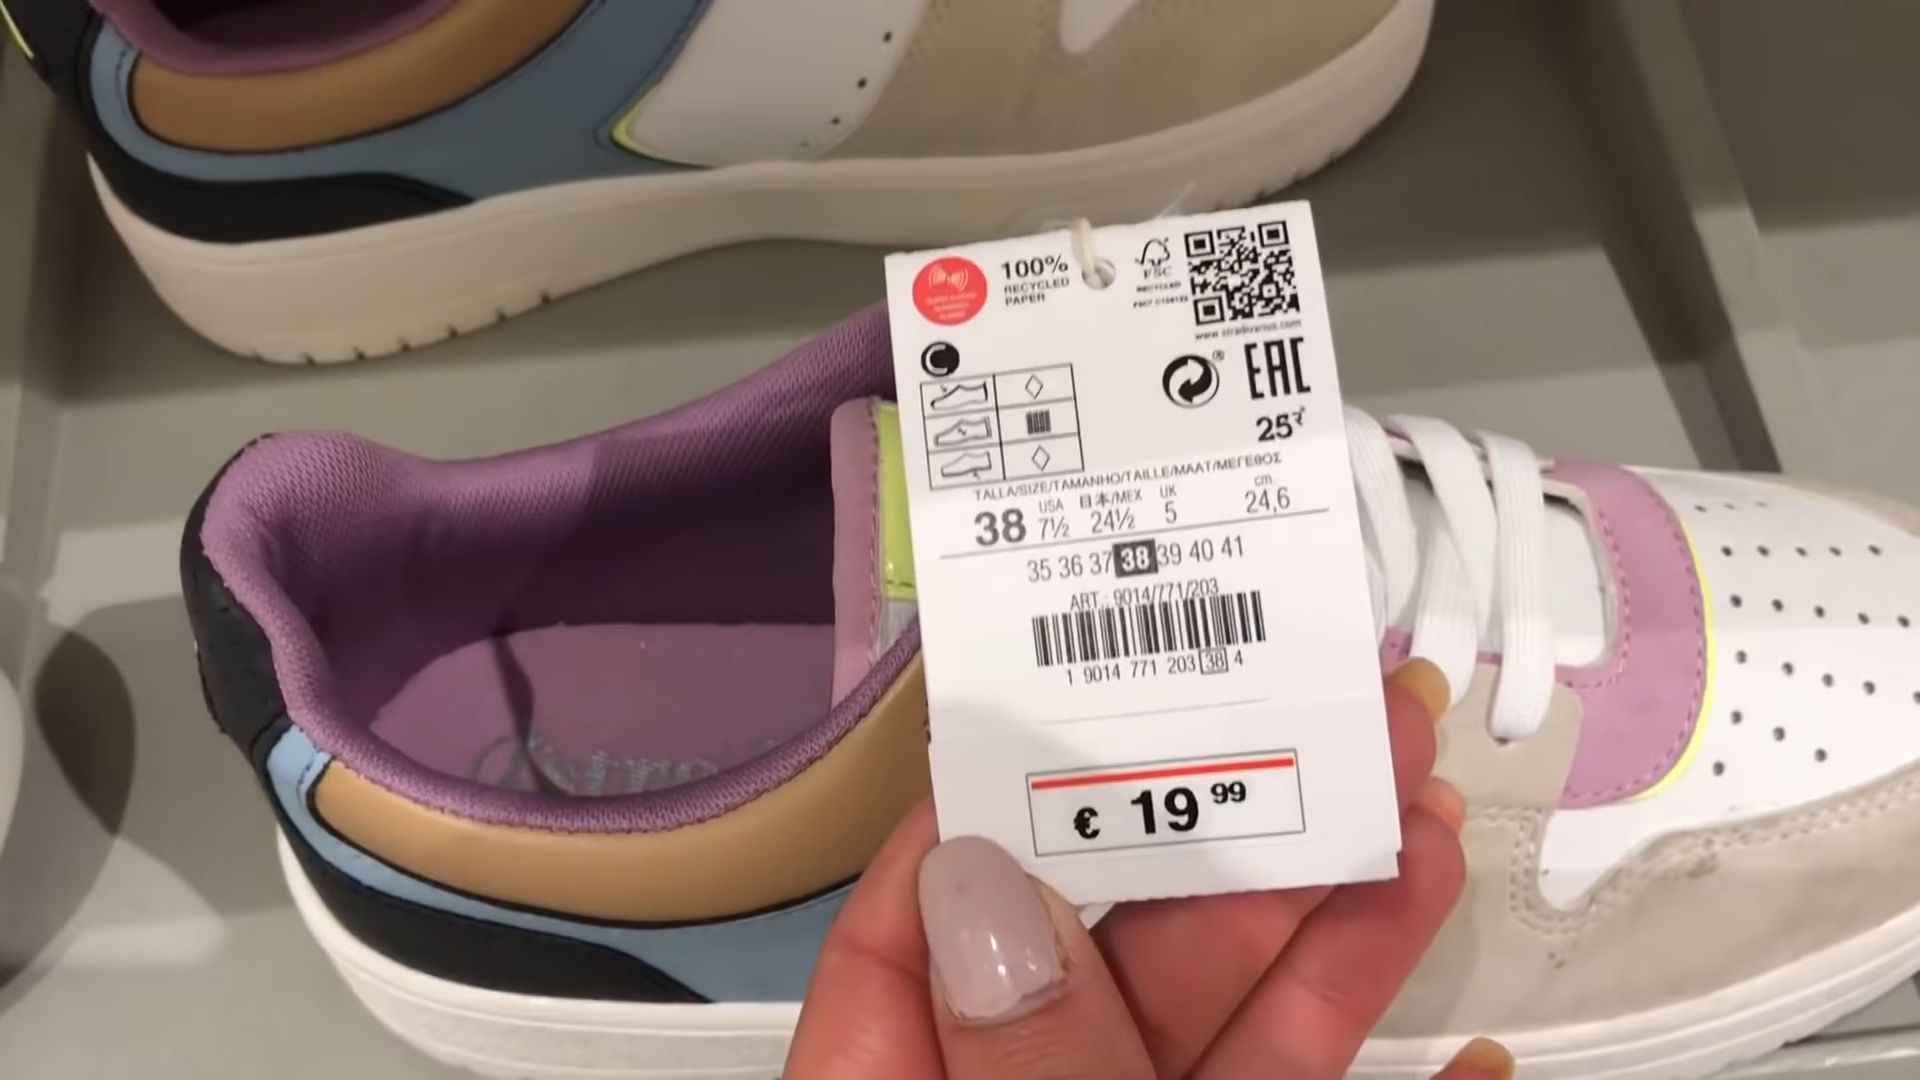 100%
RECYCLED
PAPER
FSC
RECYCLED
www.stradivarius.com
EAC
TALLA/SIZE/TAMANHO/TAILLE/MAAT/ΜΕΓΕΘΟΣ
USA 日本/MEX UK cm
38 7½ 24½ 5 24,6
35 36 37 38 39 40 41
ART.: 9014/771/203
1 9014 771 203 38 4
€ 19 99